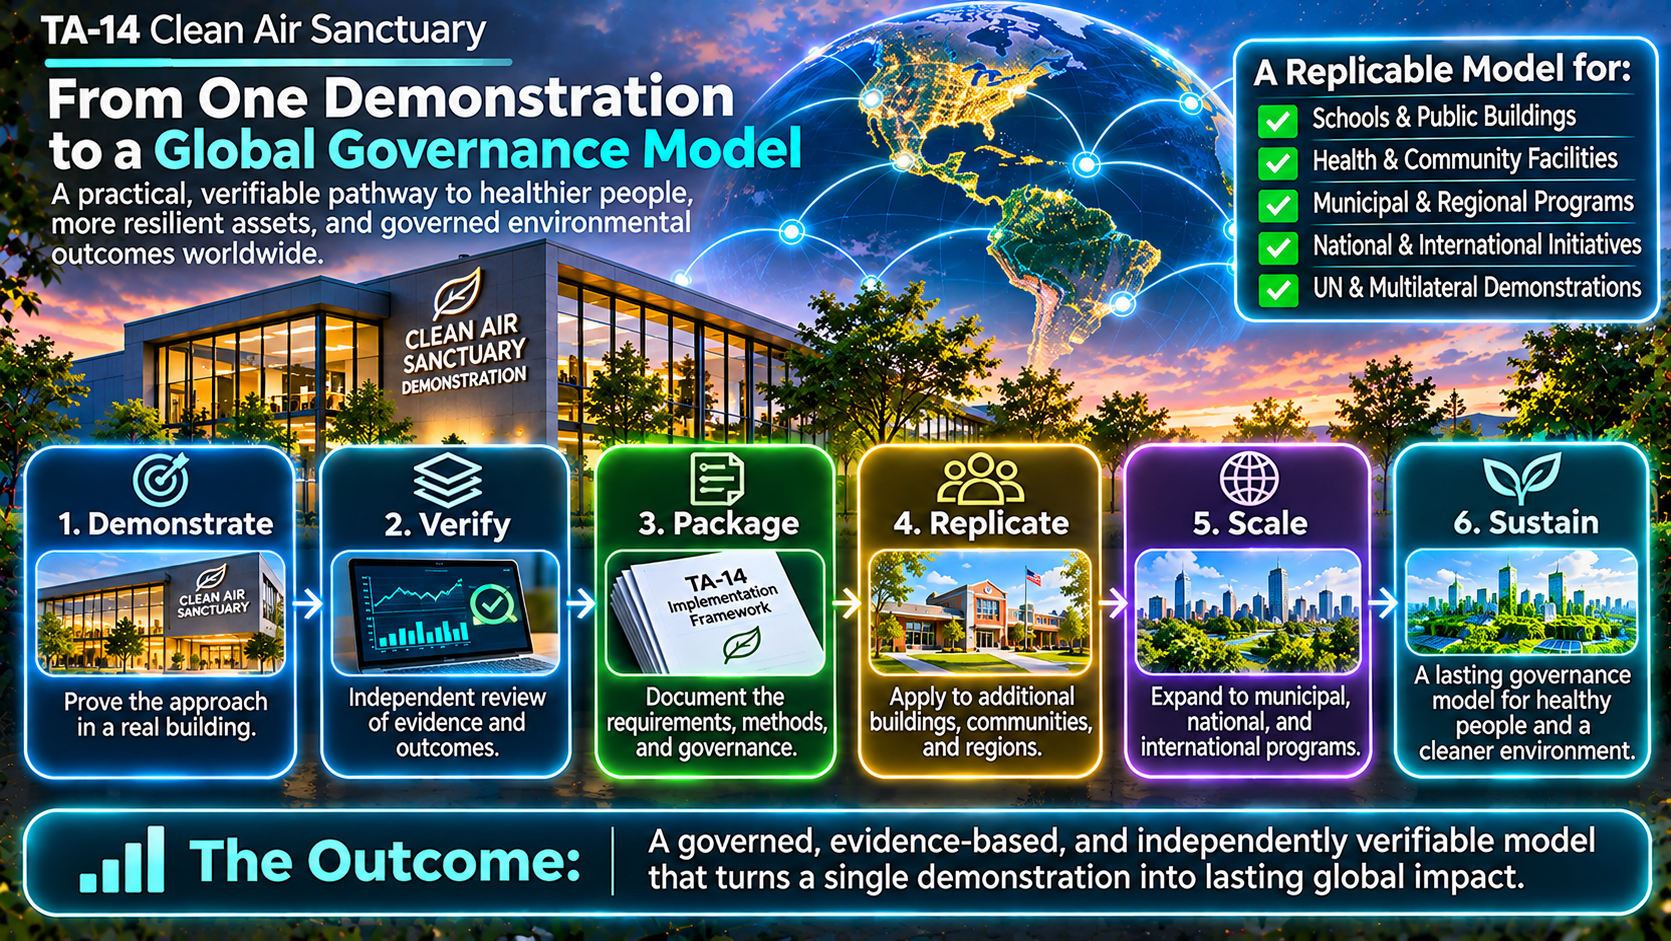 TA-14 Clean Air Sanctuary
From One Demonstration
to a Global Governance Model
A practical, verifiable pathway to healthier people,
more resilient assets, and governed environmental
outcomes worldwide.
A Replicable Model for:
Schools & Public Buildings
Health & Community Facilities
Municipal & Regional Programs
National & International Initiatives
UN & Multilateral Demonstrations
CLEAN AIR
SANCTUARY
DEMONSTRATION
1. Demonstrate
CLEAN AIR
SANCTUARY
Prove the approach
in a real building.
2. Verify
Independent review
of evidence and
outcomes.
3. Package
TA-14
Implementation
Framework
Document the
requirements, methods,
and governance.
4. Replicate
Apply to additional
buildings, communities,
and regions.
5. Scale
Expand to municipal,
national, and
international programs.
6. Sustain
A lasting governance
model for healthy
people and a
cleaner environment.
The Outcome:
A governed, evidence-based, and independently verifiable model
that turns a single demonstration into lasting global impact.